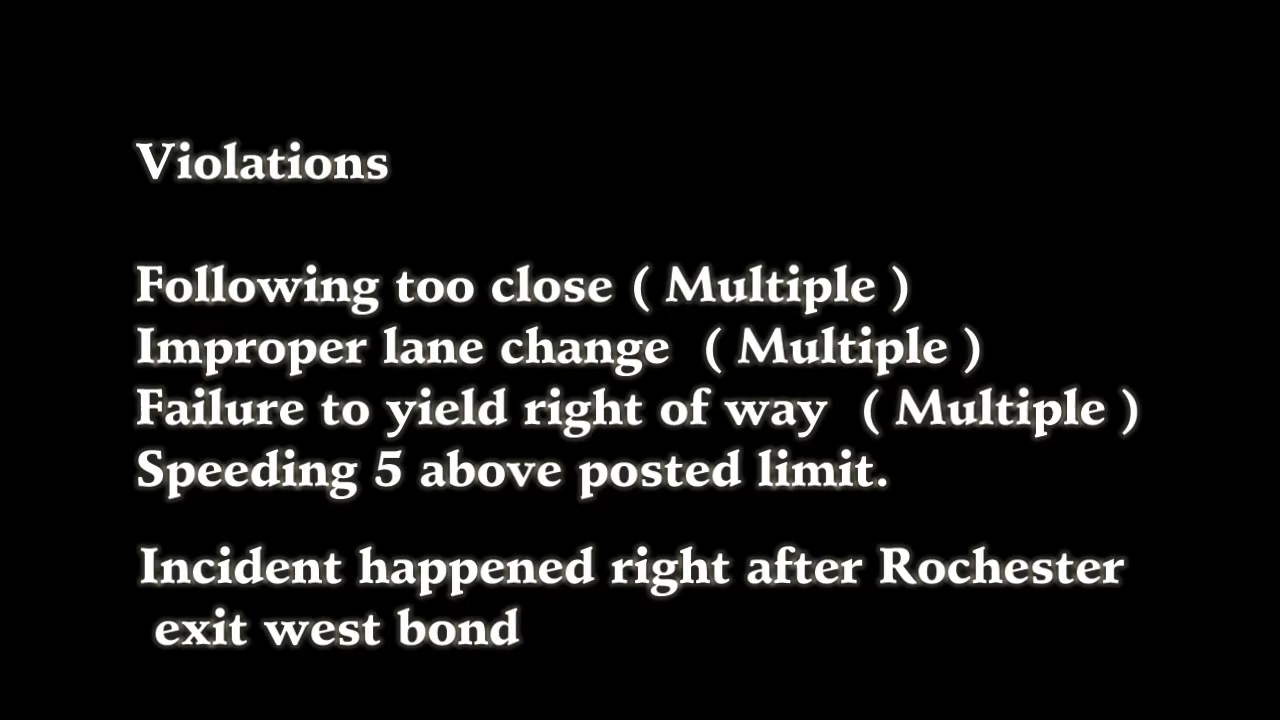 Violations
Following too close ( Multiple )
Improper lane change ( Multiple )
Failure to yield right of way ( Multiple )
Speeding 5 above posted limit.
Incident happened right after Rochester
exit west bond